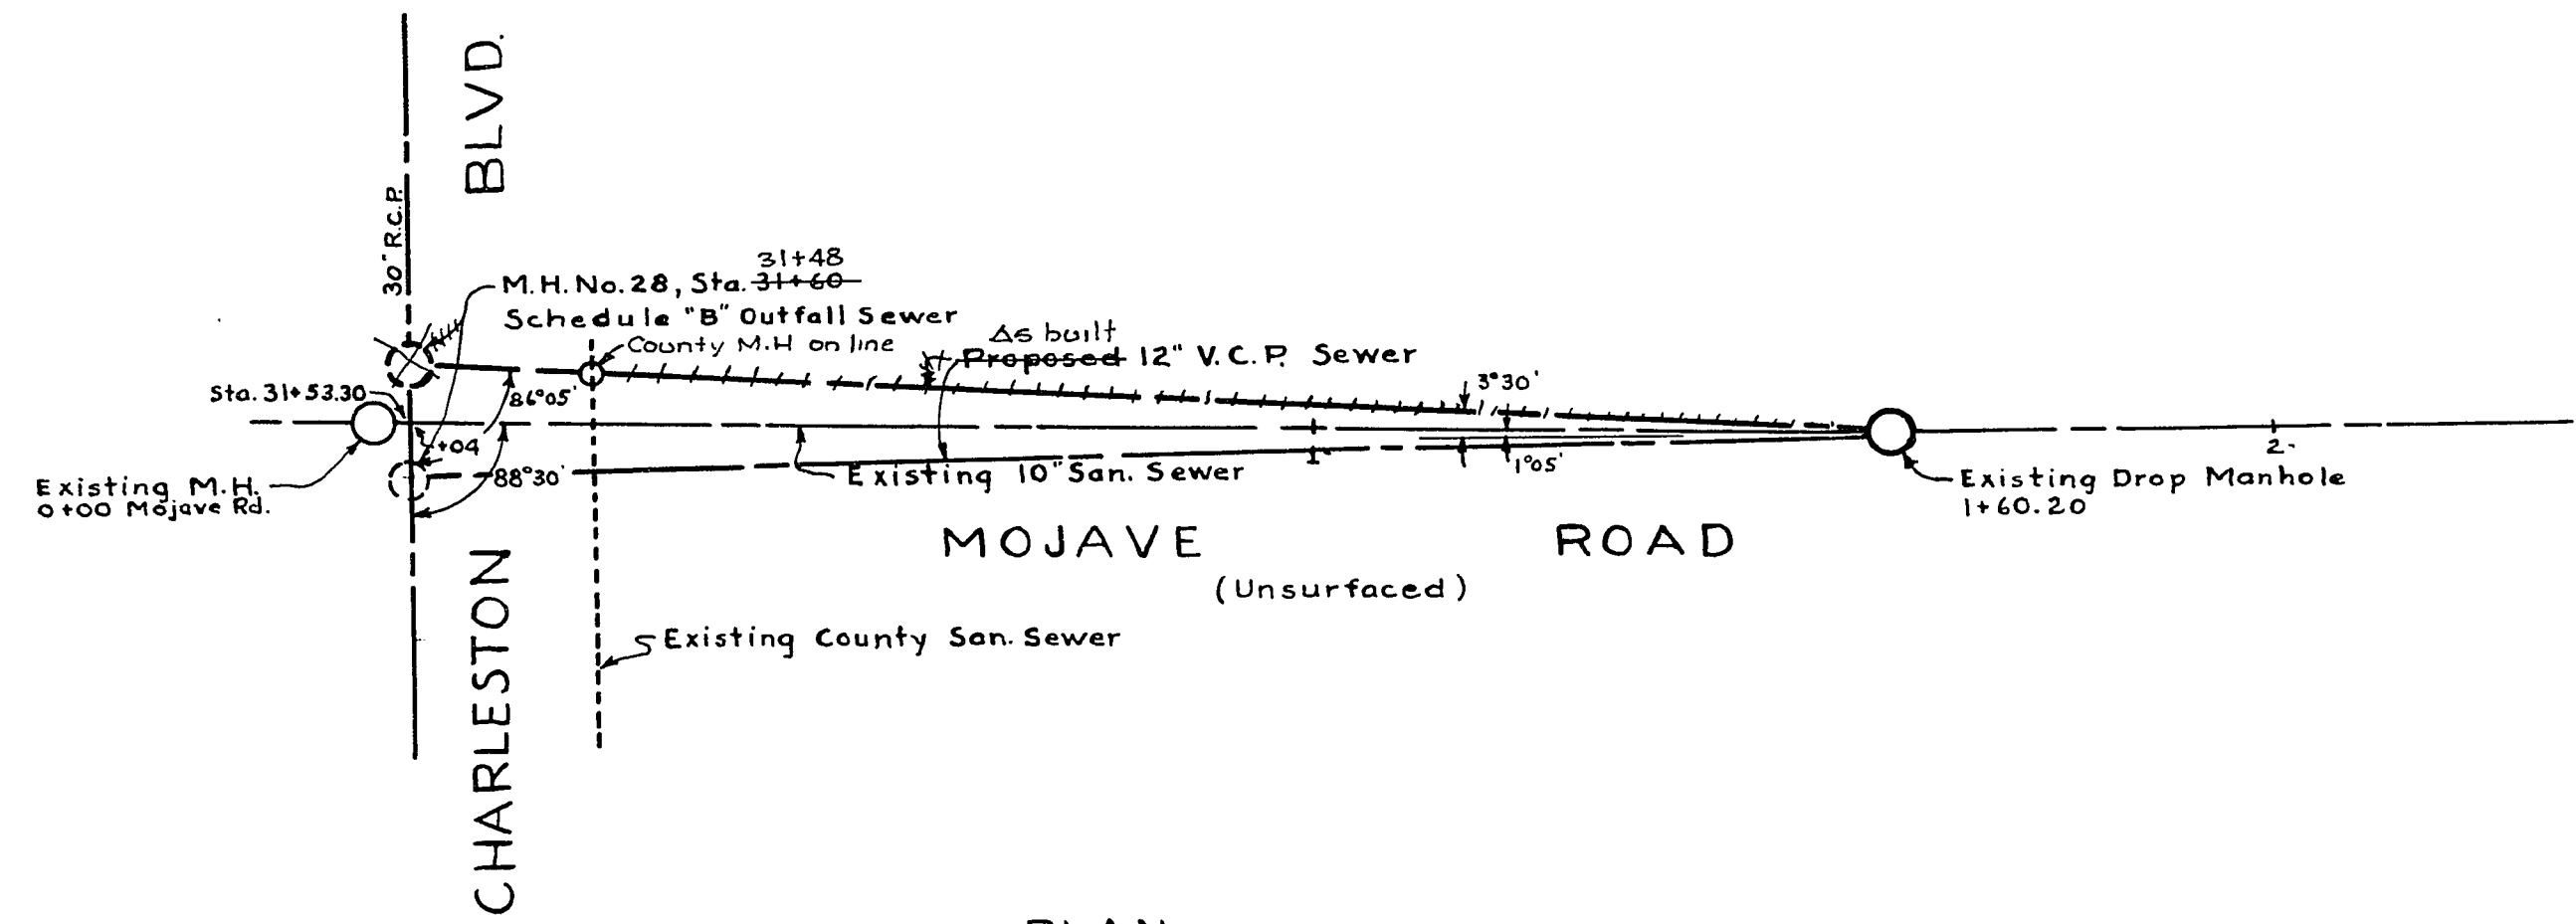 BLVD.
30" R.C.P.
31+48
M.H. No. 28, Sta. 31+60
Schedule "B" Outfall Sewer
County M.H on line
As built
Proposed 12" V.C.P. Sewer
3°30'
Sta. 31+53.30
86°05'
+04
88°30'
1
1°05'
2
Existing 10" San. Sewer
Existing M.H.
0+00 Mojave Rd.
Existing Drop Manhole
1+60.20
MOJAVE ROAD
(Unsurfaced)
CHARLESTON
Existing County San. Sewer
PLAN